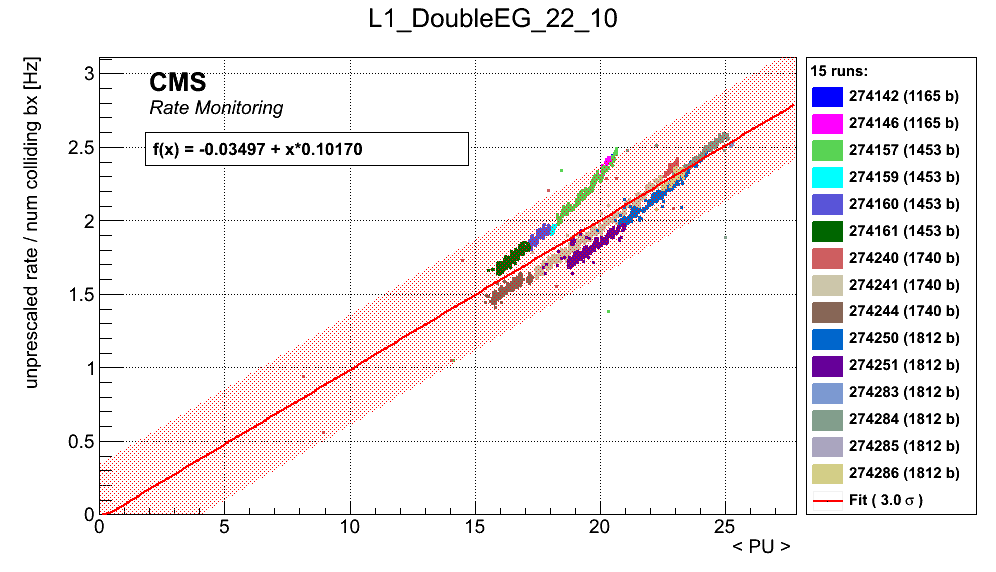 L1_DoubleEG_22_10
unprescaled rate / num colliding bx [Hz]
CMS
Rate Monitoring
f(x) = -0.03497 + x*0.10170
3
2.5
2
1.5
1
0.5
0
0
5
10
15
20
25
< PU >
15 runs:
274142 (1165 b)
274146 (1165 b)
274157 (1453 b)
274159 (1453 b)
274160 (1453 b)
274161 (1453 b)
274240 (1740 b)
274241 (1740 b)
274244 (1740 b)
274250 (1812 b)
274251 (1812 b)
274283 (1812 b)
274284 (1812 b)
274285 (1812 b)
274286 (1812 b)
Fit ( 3.0 σ )